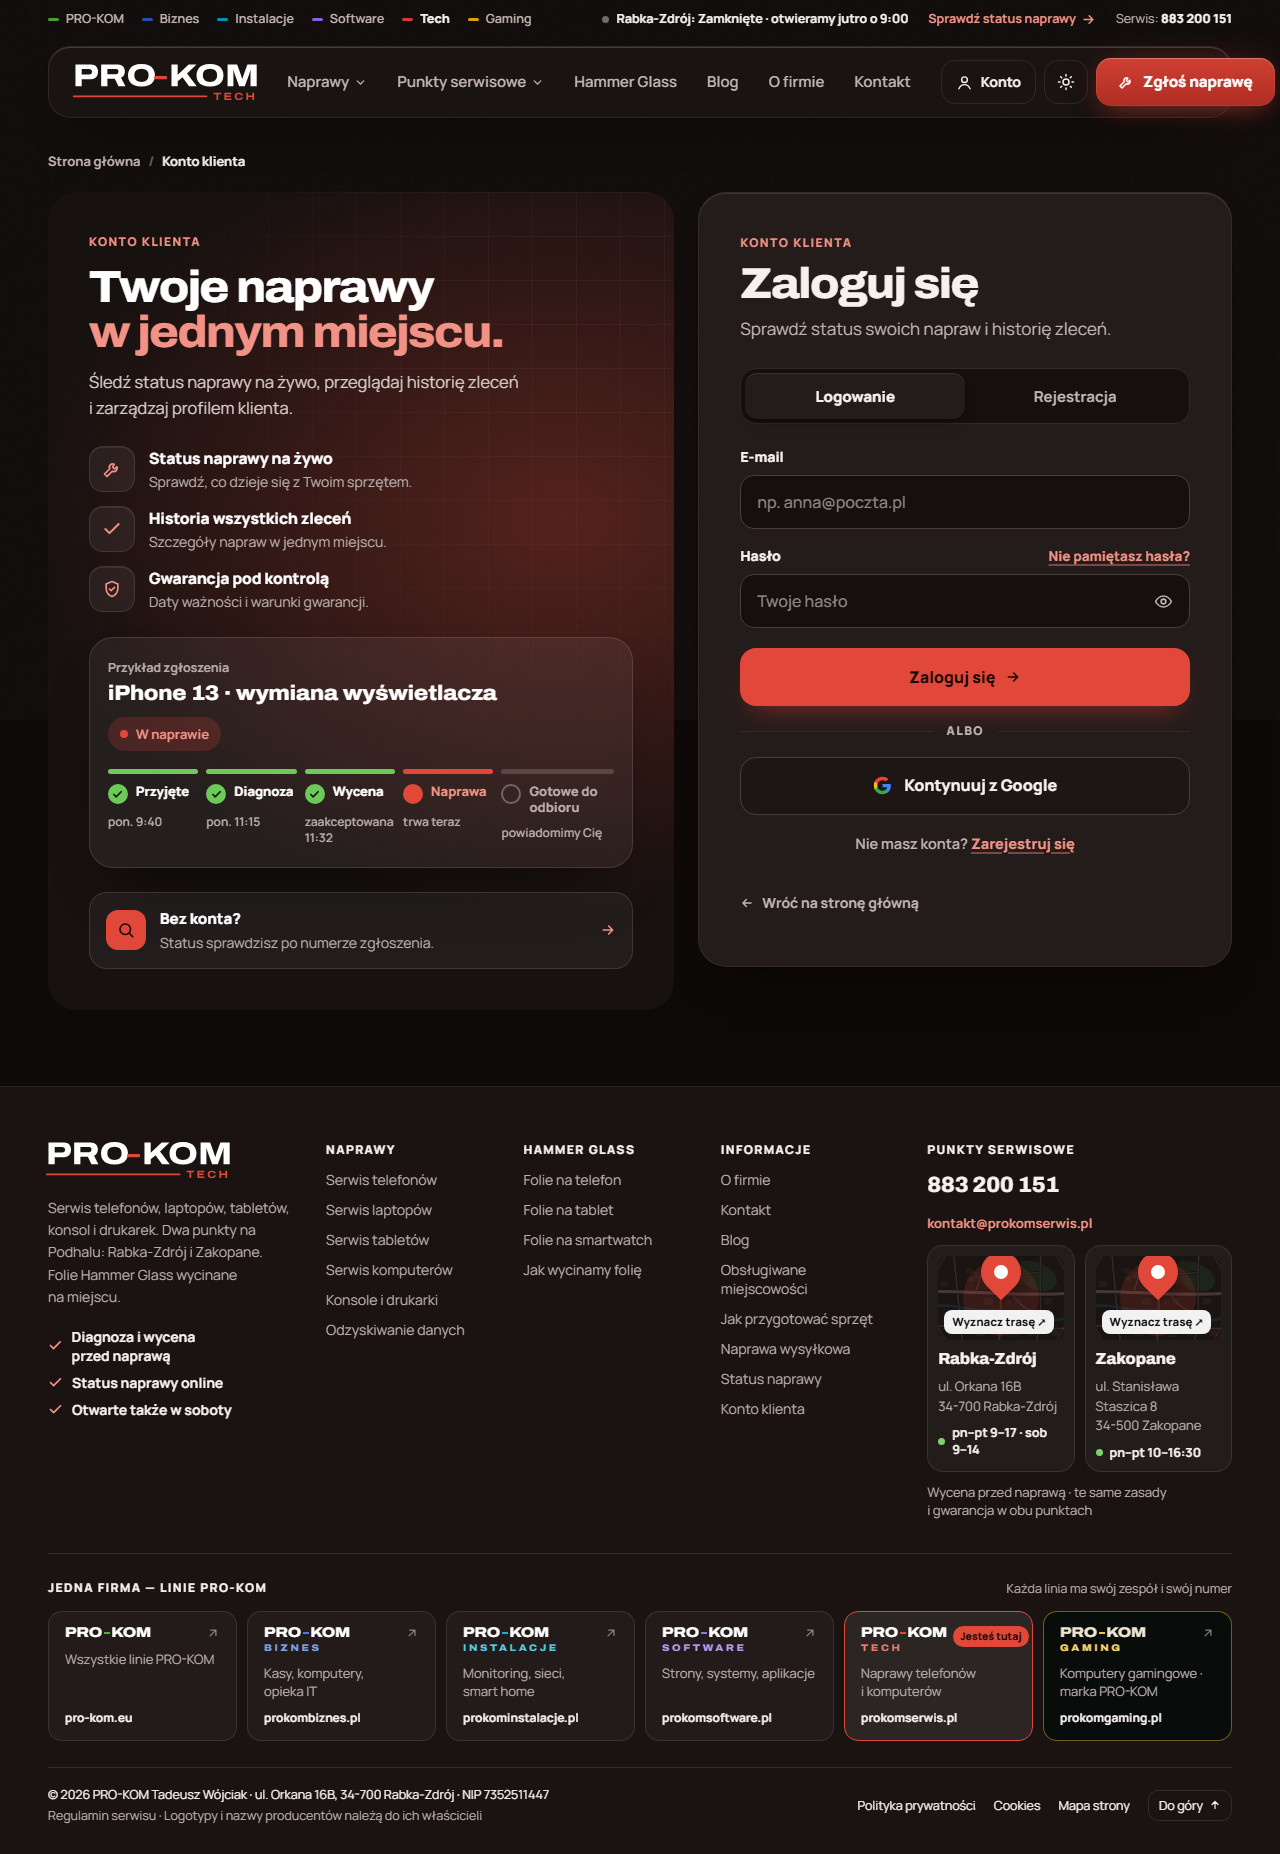 PRO-KOM
Biznes
Instalacje
Software
Tech
Gaming
Rabka-Zdrój: Zamknięte · otwieramy jutro o 9:00
Sprawdź status naprawy →
Serwis: 883 200 151
PRO-KOM
TECH
Naprawy
Punkty serwisowe
Hammer Glass
Blog
O firmie
Kontakt
Konto
Zgłoś naprawę
Strona główna / Konto klienta
KONTO KLIENTA
Twoje naprawy
w jednym miejscu.
Śledź status naprawy na żywo, przeglądaj historię zleceń
i zarządzaj profilem klienta.
Status naprawy na żywo
Sprawdź, co dzieje się z Twoim sprzętem.
Historia wszystkich zleceń
Szczegóły napraw w jednym miejscu.
Gwarancja pod kontrolą
Daty ważności i warunki gwarancji.
Przykład zgłoszenia
iPhone 13 · wymiana wyświetlacza
W naprawie
Przyjęte
pon. 9:40
Diagnoza
pon. 11:15
Wycena
zaakceptowana
11:32
Naprawa
trwa teraz
Gotowe do
odbioru
powiadomimy Cię
Bez konta?
Status sprawdzisz po numerze zgłoszenia.
→
KONTO KLIENTA
Zaloguj się
Sprawdź status swoich napraw i historię zleceń.
Logowanie
Rejestracja
E-mail
np. anna@poczta.pl
Hasło
Nie pamiętasz hasła?
Twoje hasło
Zaloguj się →
ALBO
Kontynuuj z Google
Nie masz konta? Zarejestruj się
← Wróć na stronę główną
PRO-KOM
TECH
Serwis telefonów, laptopów, tabletów,
konsol i drukarek. Dwa punkty na
Podhalu: Rabka-Zdrój i Zakopane.
Folie Hammer Glass wycinane
na miejscu.
Diagnoza i wycena
przed naprawą
Status naprawy online
Otwarte także w soboty
NAPRAWY
Serwis telefonów
Serwis laptopów
Serwis tabletów
Serwis komputerów
Konsole i drukarki
Odzyskiwanie danych
HAMMER GLASS
Folie na telefon
Folie na tablet
Folie na smartwatch
Jak wycinamy folię
INFORMACJE
O firmie
Kontakt
Blog
Obsługiwane
miejscowości
Jak przygotować sprzęt
Naprawa wysyłkowa
Status naprawy
Konto klienta
PUNKTY SERWISOWE
883 200 151
kontakt@prokomserwis.pl
Wyznacz trasę ↗
Rabka-Zdrój
ul. Orkana 16B
34-700 Rabka-Zdrój
pn–pt 9–17 · sob
9–14
Wyznacz trasę ↗
Zakopane
ul. Stanisława
Staszica 8
34-500 Zakopane
pn–pt 10–16:30
Wycena przed naprawą · te same zasady
i gwarancja w obu punktach
JEDNA FIRMA — LINIE PRO-KOM
Każda linia ma swój zespół i swój numer
PRO-KOM
Wszystkie linie PRO-KOM
pro-kom.eu
PRO-KOM
BIZNES
Kasy, komputery,
opieka IT
prokombiznes.pl
PRO-KOM
INSTALACJE
Monitoring, sieci,
smart home
prokominstalacje.pl
PRO-KOM
SOFTWARE
Strony, systemy, aplikacje
prokomsoftware.pl
PRO-KOM
TECH
Jesteś tutaj
Naprawy telefonów
i komputerów
prokomserwis.pl
PRO-KOM
GAMING
Komputery gamingowe ·
marka PRO-KOM
prokomgaming.pl
© 2026 PRO-KOM Tadeusz Wójciak · ul. Orkana 16B, 34-700 Rabka-Zdrój · NIP 7352511447
Regulamin serwisu · Logotypy i nazwy producentów należą do ich właścicieli
Polityka prywatności
Cookies
Mapa strony
Do góry ↑